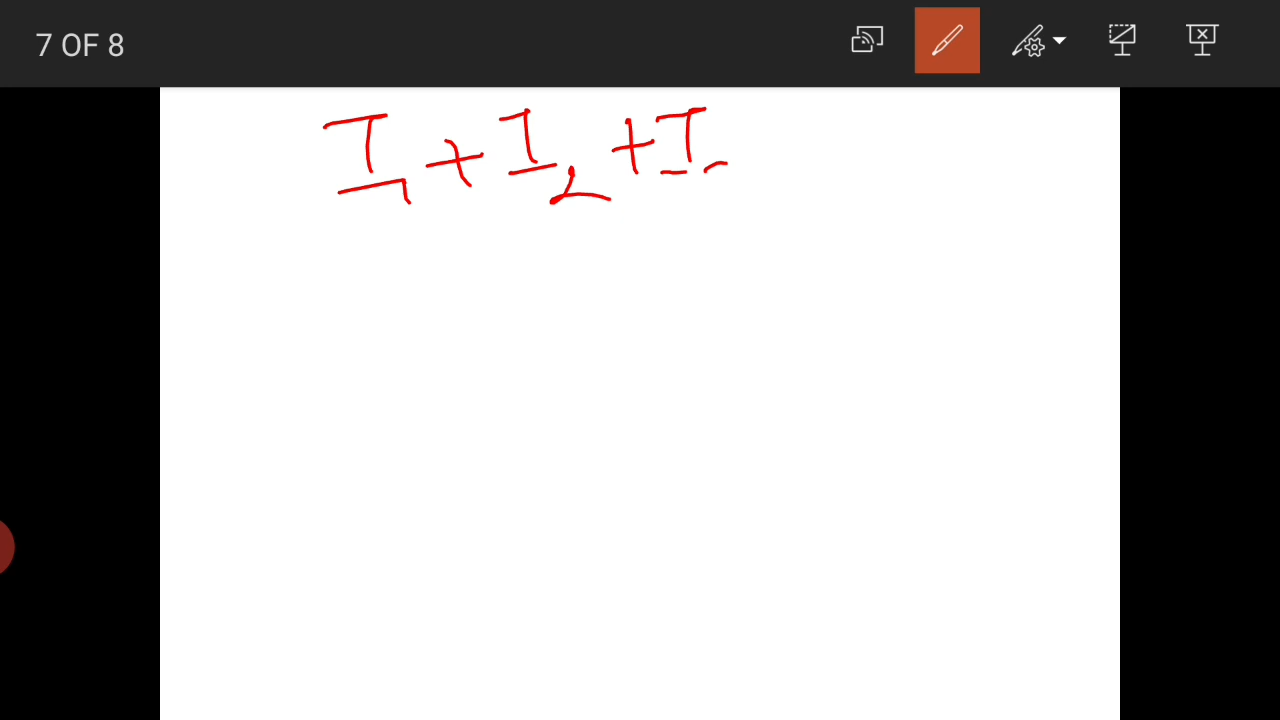 7 OF 8
I₁ + I₂ + I